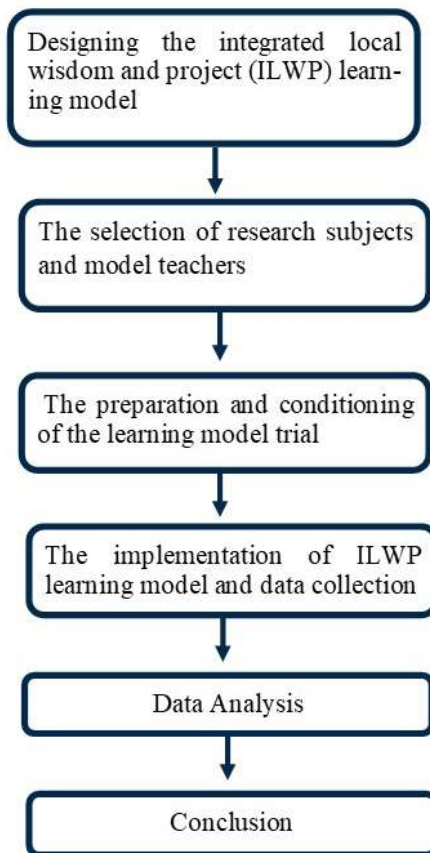 Designing the integrated local
wisdom and project (ILWP) learn-
ing model
The selection of research subjects
and model teachers
The preparation and conditioning
of the learning model trial
The implementation of ILWP
learning model and data collection
Data Analysis
Conclusion